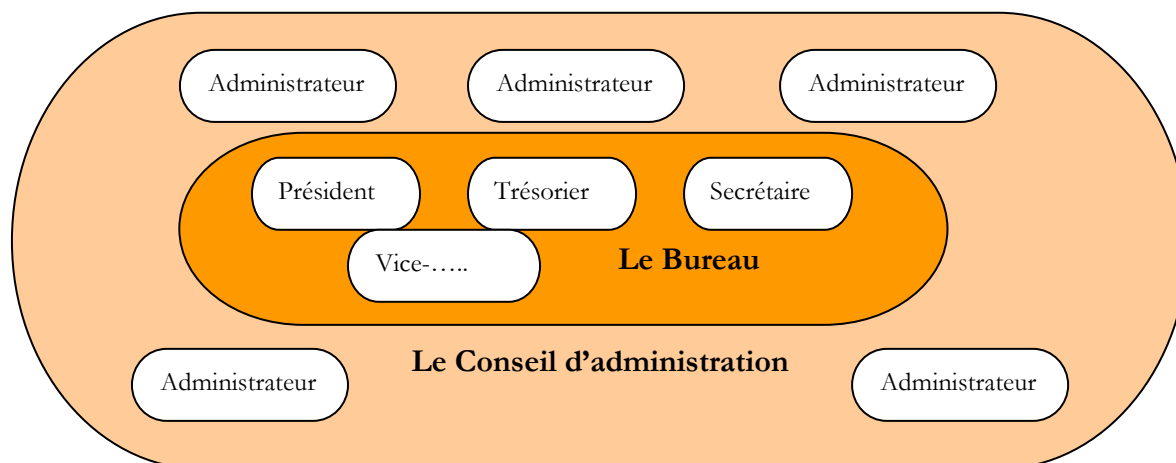 Administrateur
Administrateur
Administrateur
Président
Trésorier
Secrétaire
Vice-…..
Le Bureau
Le Conseil d’administration
Administrateur
Administrateur